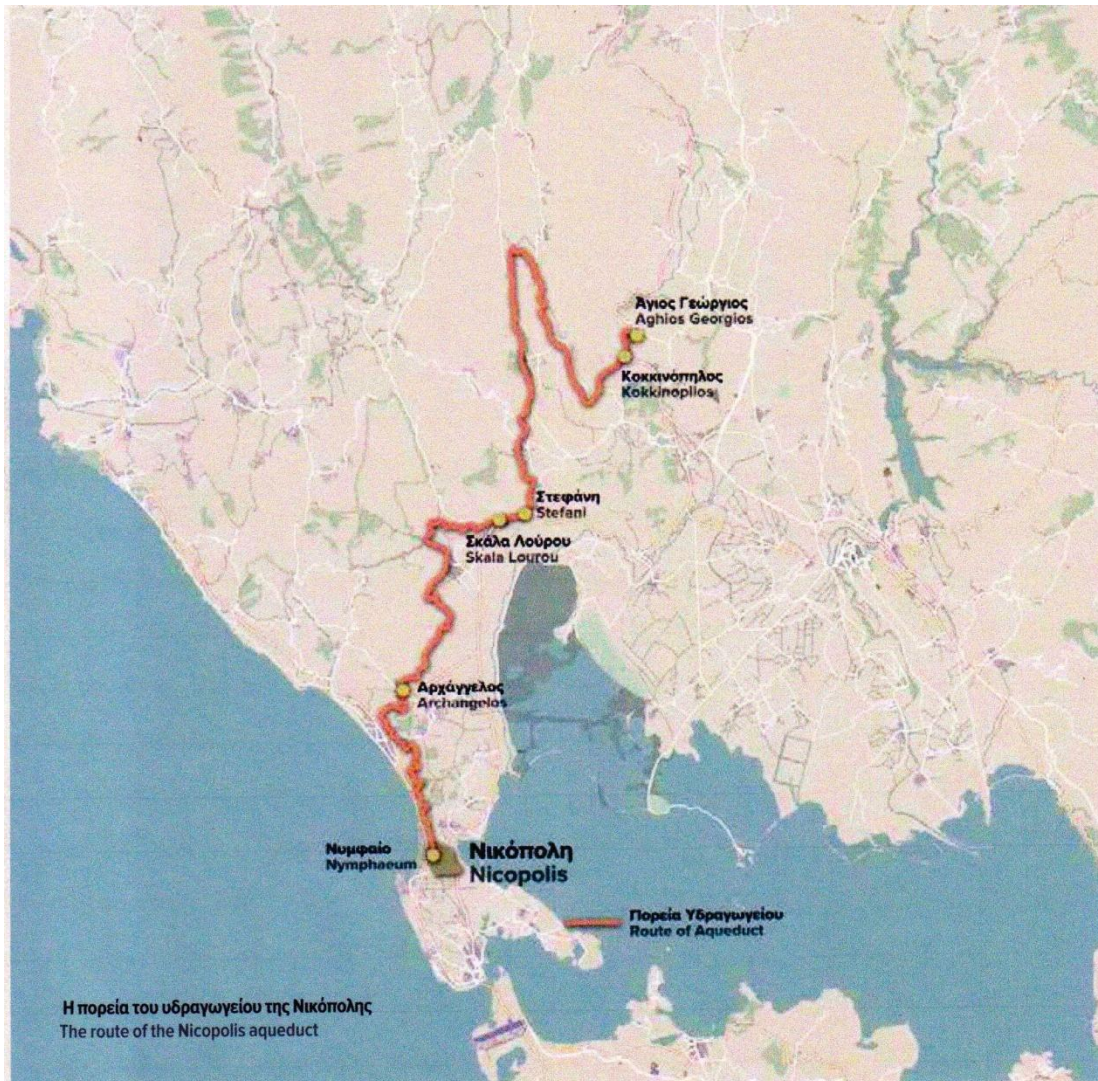 Άγιος Γεώργιος
Aghios Georgios
Κοκκινόπηλος
Kokkinopilos
Στεφάνη
Stefani
Σκάλα Λούρου
Skala Lourou
Αρχάγγελος
Archangelos
Νυμφαίο
Nymphaeum
Νικόπολη
Nicopolis
Πορεία Υδραγωγείου
Route of Aqueduct
Η πορεία του υδραγωγείου της Νικόπολης
The route of the Nicopolis aqueduct